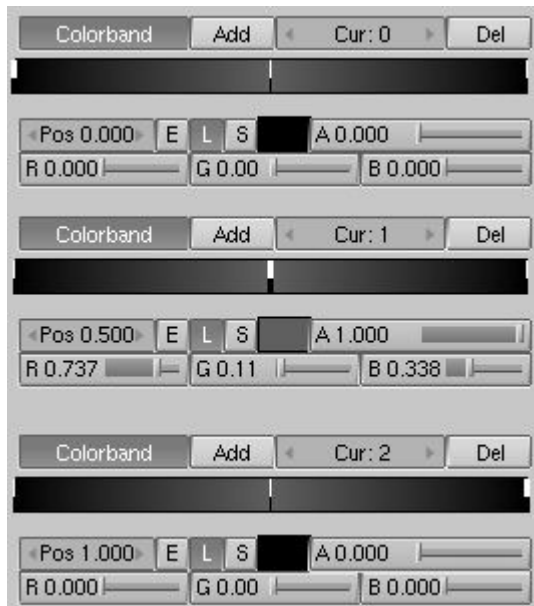 Colorband Add Cur: 0 Del
Pos 0.000 E L S A 0.000
R 0.000 G 0.00 B 0.000
Colorband Add Cur: 1 Del
Pos 0.500 E L S A 1.000
R 0.737 G 0.11 B 0.338
Colorband Add Cur: 2 Del
Pos 1.000 E L S A 0.000
R 0.000 G 0.00 B 0.000